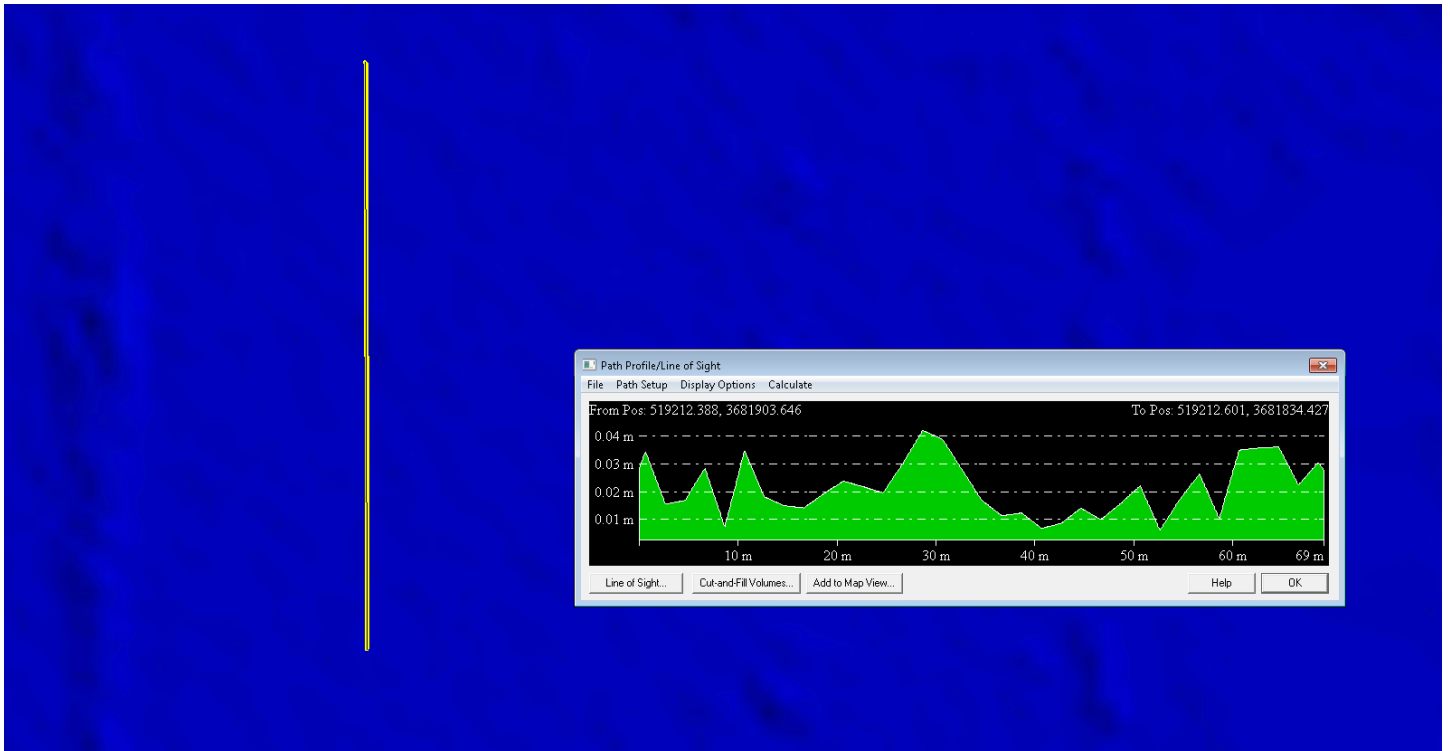 Path Profile/Line of Sight
File Path Setup Display Options Calculate
From Pos: 519212.388, 3681903.646 To Pos: 519212.601, 3681834.427
0.04 m
0.03 m
0.02 m
0.01 m
10 m 20 m 30 m 40 m 50 m 60 m 69 m
Line of Sight... Cut-and-Fill Volumes... Add to Map View... Help OK